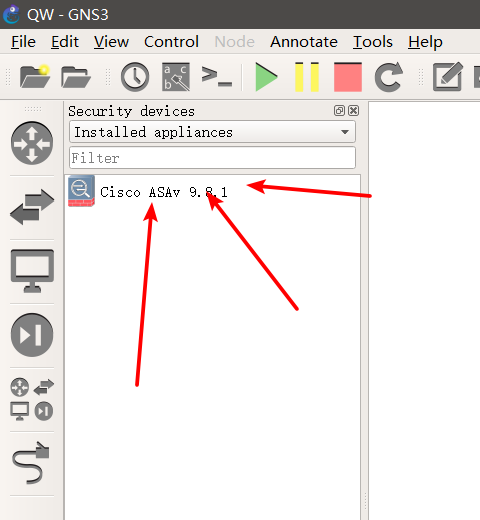 QW - GNS3
File Edit View Control Node Annotate Tools Help
a c
b
Security devices
Installed appliances
Filter
Cisco ASAv 9.8.1